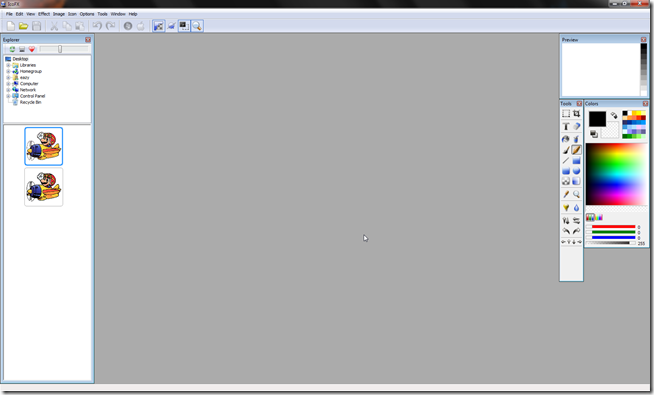 IcoFX
File Edit View Effect Image Icon Options Tools Window Help
Explorer
Preview
Desktop
Libraries
Homegroup
Computer
Network
Control Panel
Recycle Bin
Tools
Colors
0
0
0
255